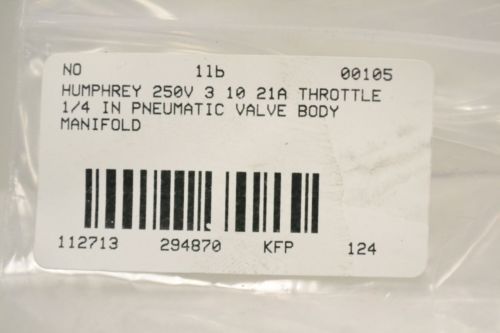 NO 1lb 00105
HUMPHREY 250V 3 10 21A THROTTLE
1/4 IN PNEUMATIC VALVE BODY
MANIFOLD
112713 294870 KFP 124